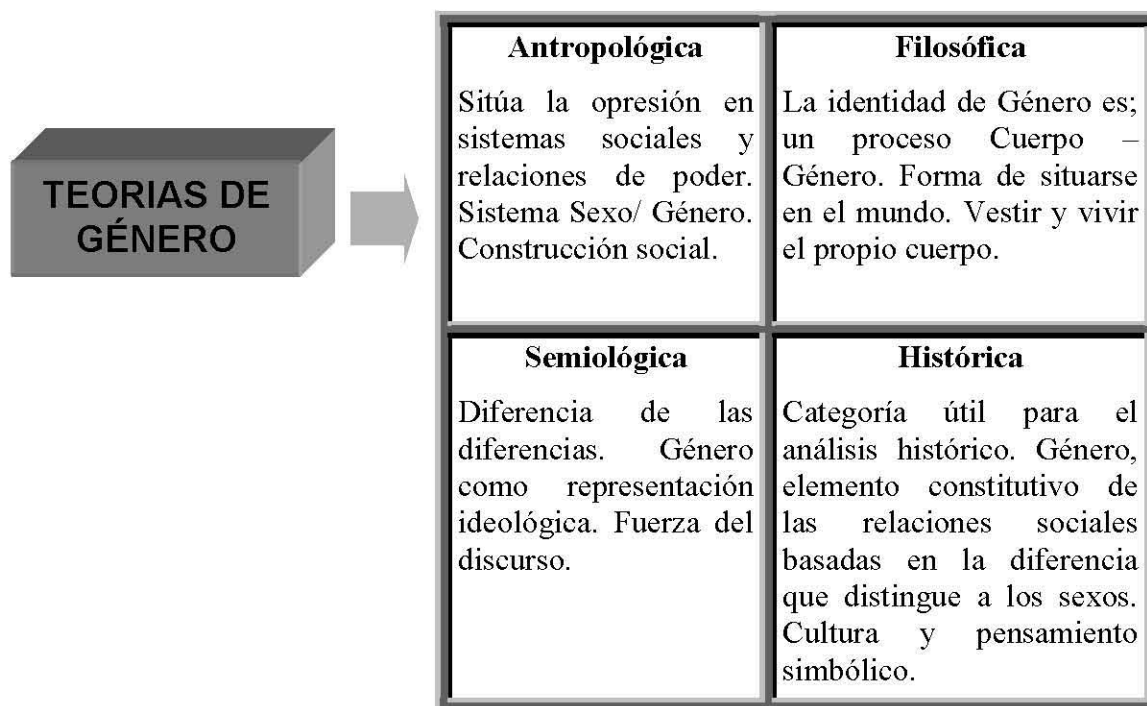 TEORIAS DE
GÉNERO
Antropológica
Sitúa la opresión en
sistemas sociales y
relaciones de poder.
Sistema Sexo/ Género.
Construcción social.
Filosófica
La identidad de Género es;
un proceso Cuerpo –
Género. Forma de situarse
en el mundo. Vestir y vivir
el propio cuerpo.
Semiológica
Diferencia de las
diferencias. Género
como representación
ideológica. Fuerza del
discurso.
Histórica
Categoría útil para el
análisis histórico. Género,
elemento constitutivo de
las relaciones sociales
basadas en la diferencia
que distingue a los sexos.
Cultura y pensamiento
simbólico.